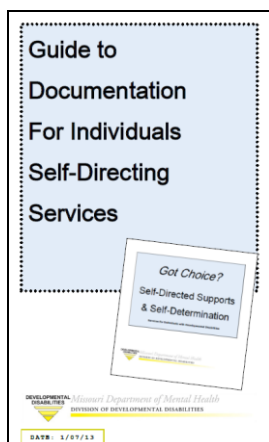 Guide to
Documentation
For Individuals
Self-Directing
Services
Got Choice?
Self-Directed Supports
& Self-Determination
DEVELOPMENTAL
DISABILITIES
Missouri Department of Mental Health
DIVISION OF DEVELOPMENTAL DISABILITIES
DATE: 1/07/13